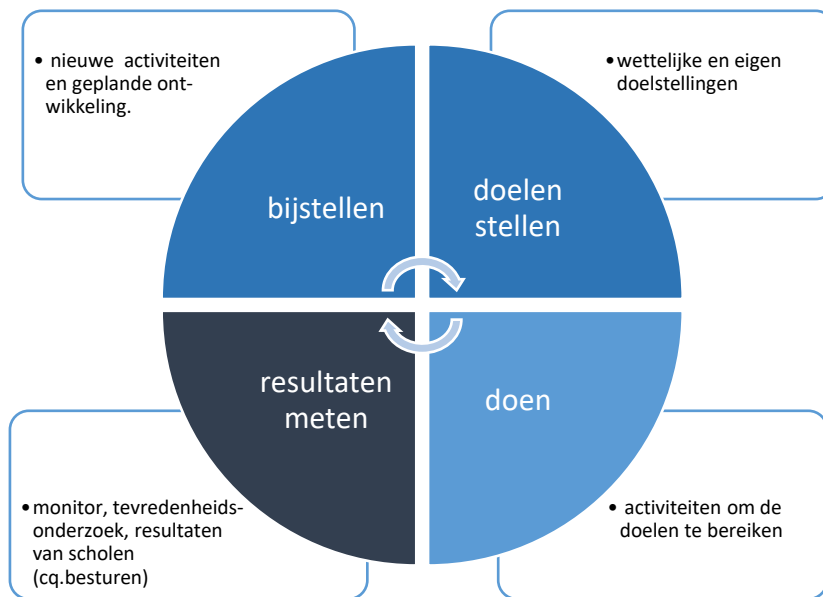 • nieuwe activiteiten
en geplande ont-
wikkeling.
• wettelijke en eigen
doelstellingen
bijstellen
doelen
stellen
resultaten
meten
doen
• monitor, tevredenheids-
onderzoek, resultaten
van scholen
(cq.besturen)
• activiteiten om de
doelen te bereiken